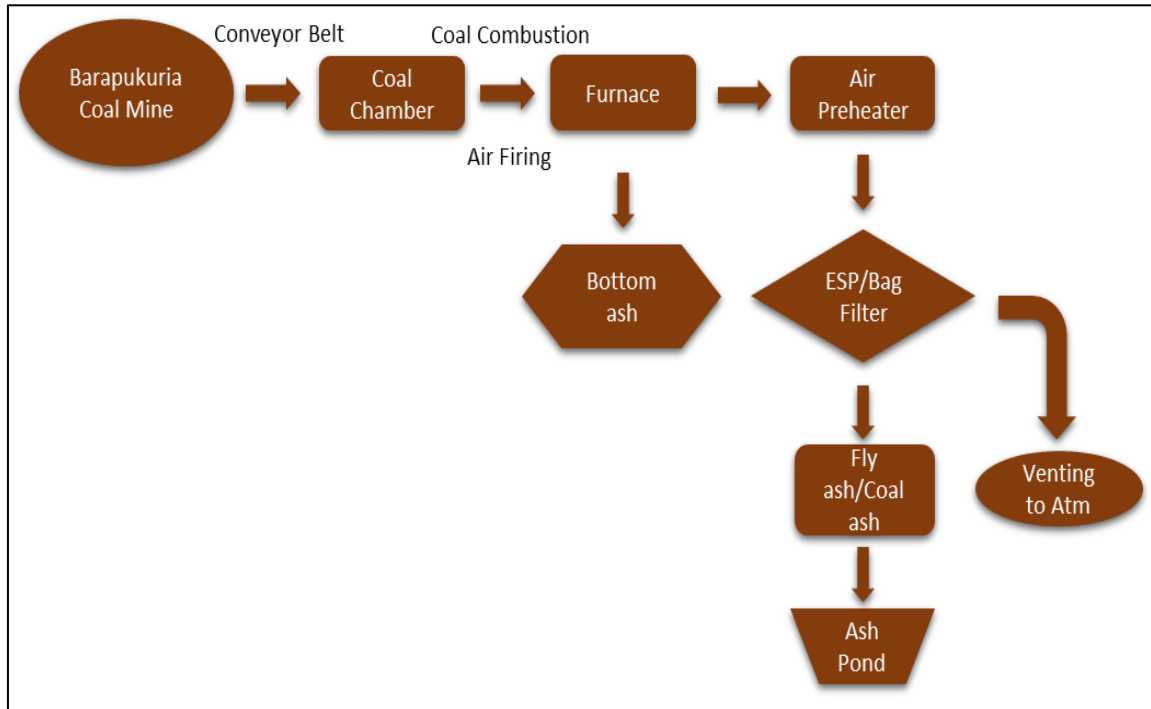 Conveyor Belt
Coal Combustion
Barapukuria
Coal Mine
Coal
Chamber
Furnace
Air
Preheater
Air Firing
Bottom
ash
ESP/Bag
Filter
Fly
ash/Coal
ash
Venting
to Atm
Ash
Pond